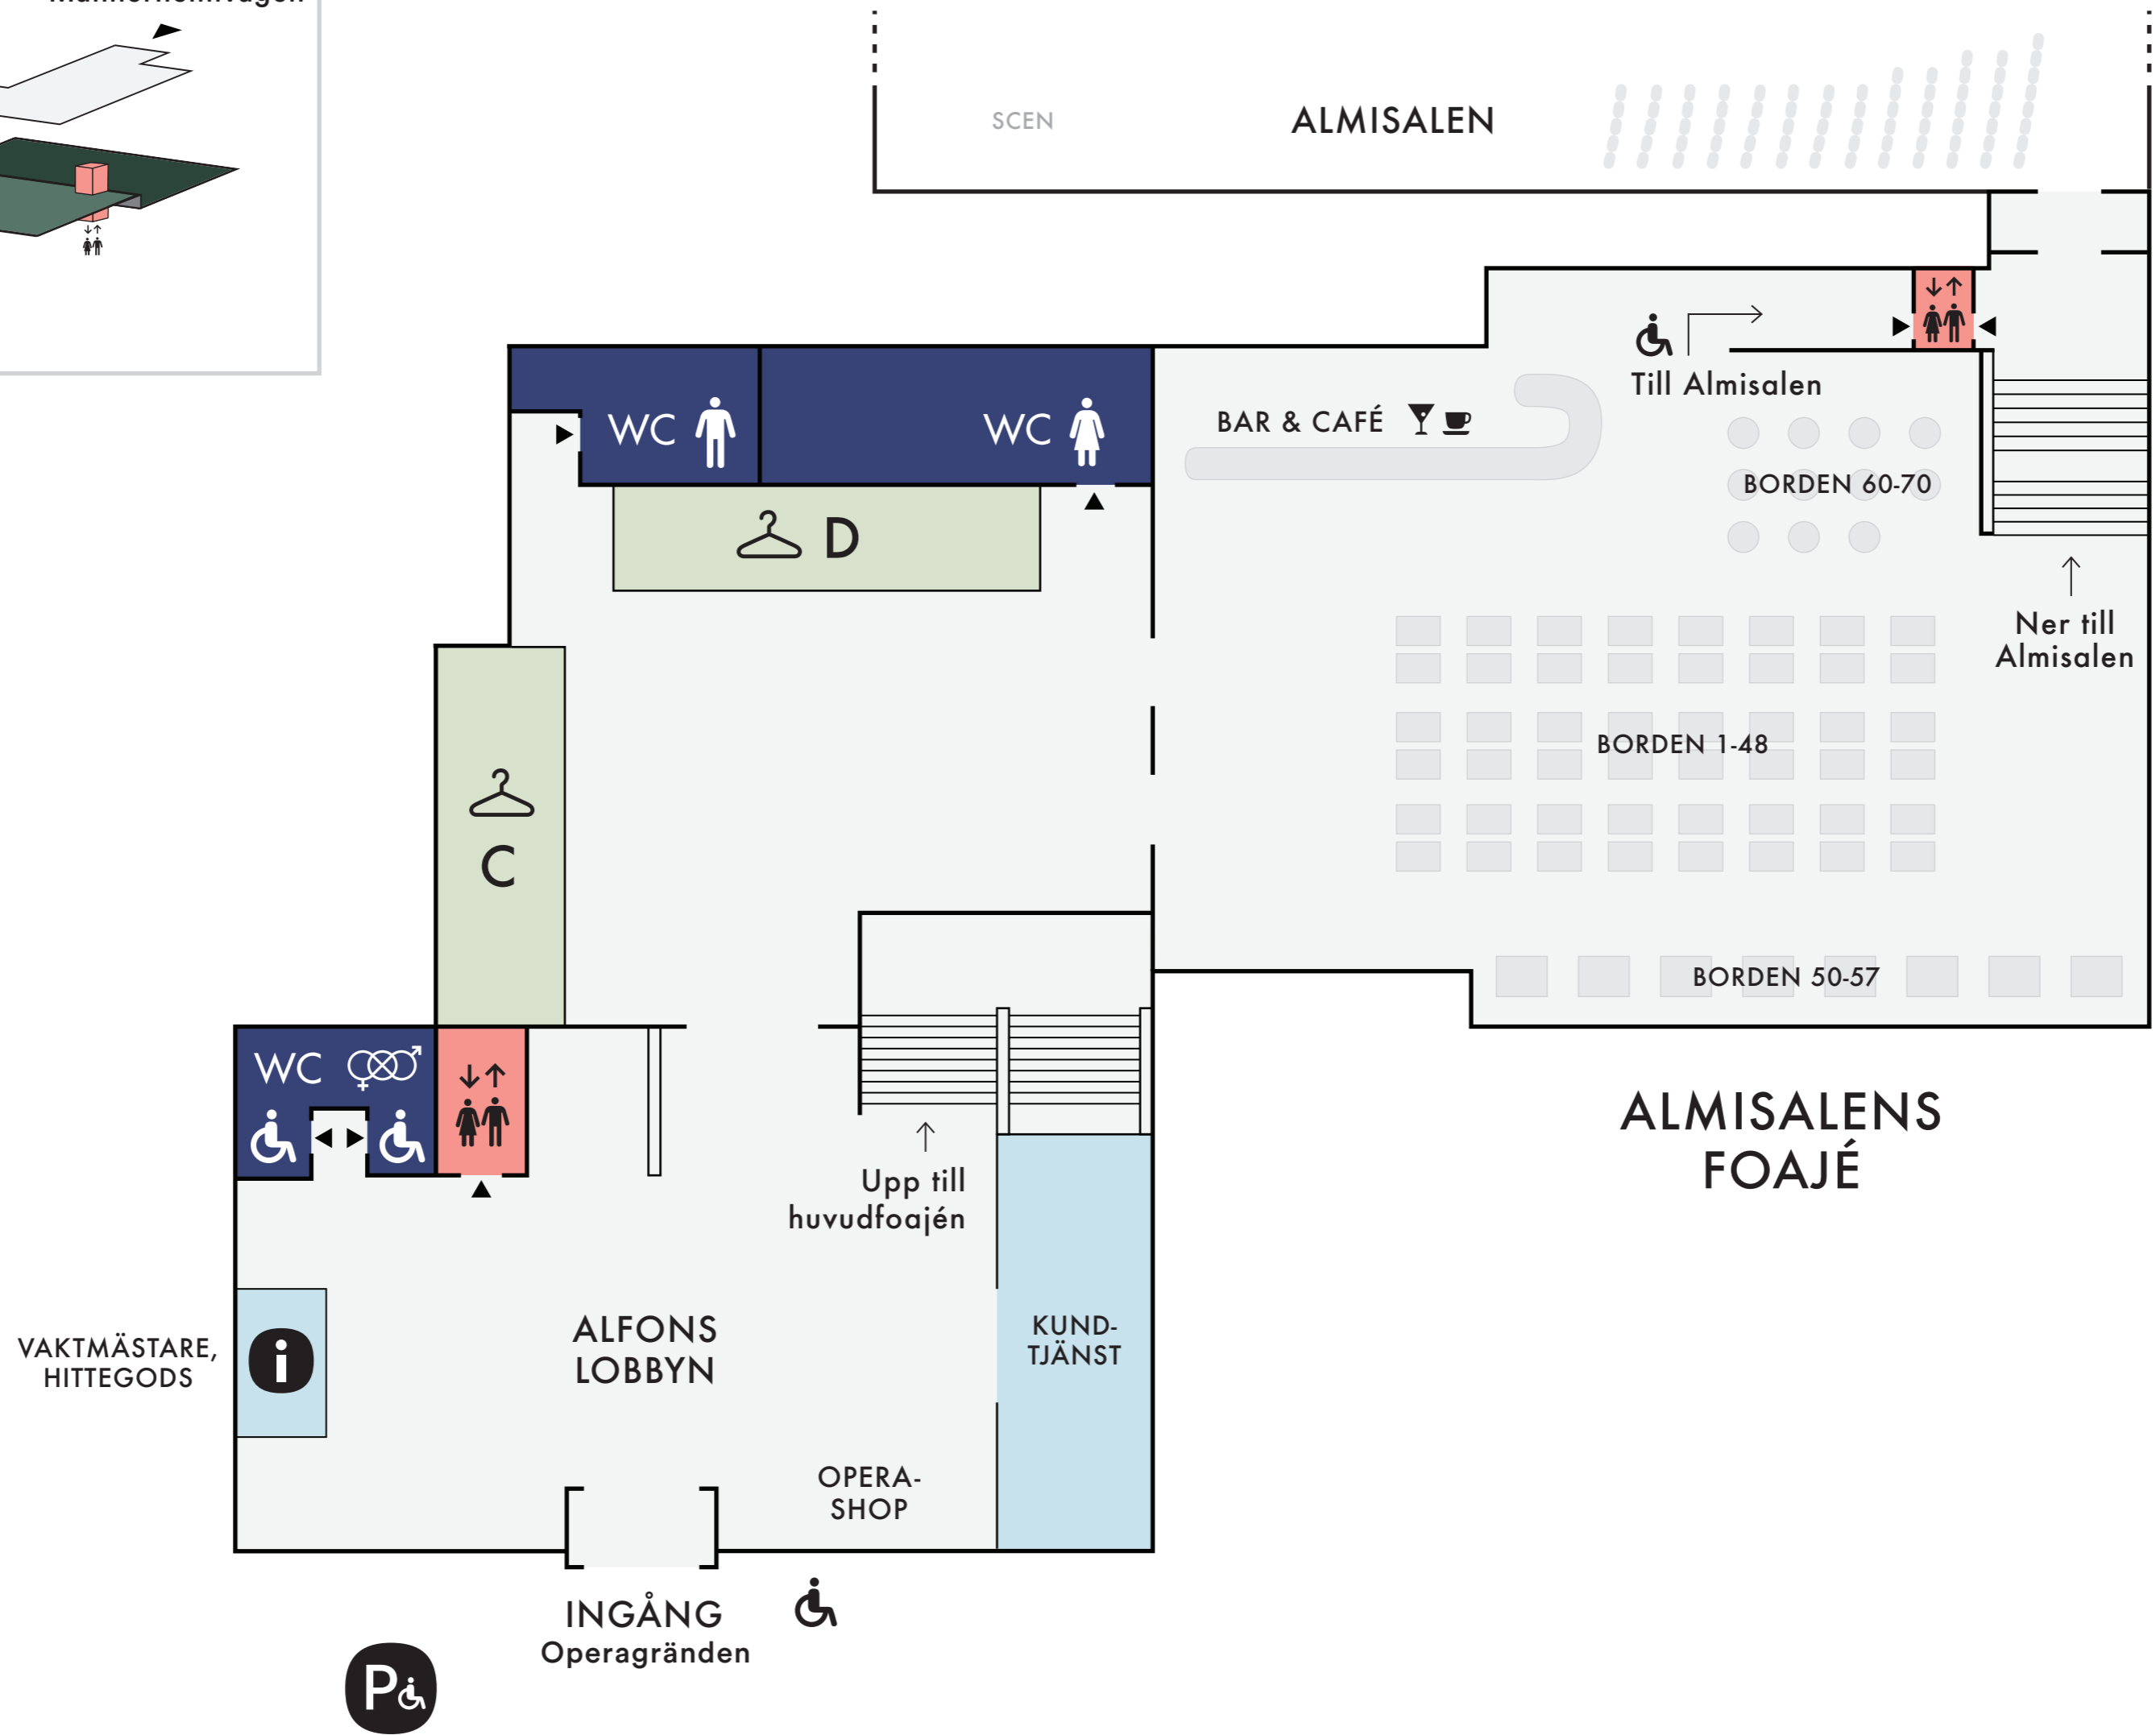 SCEN
ALMISALEN
Till Almisalen
BAR & CAFÉ
WC
WC
BORDEN 60-70
D
Ner till
Almisalen
BORDEN 1-48
C
BORDEN 50-57
WC
ALMISALENS
FOAJÉ
Upp till
huvudfoajén
VAKTMÄSTARE,
HITTEGODS
i
ALFONS
LOBBYN
KUND-
TJÄNST
OPERA-
SHOP
INGÅNG
Operagränden
P